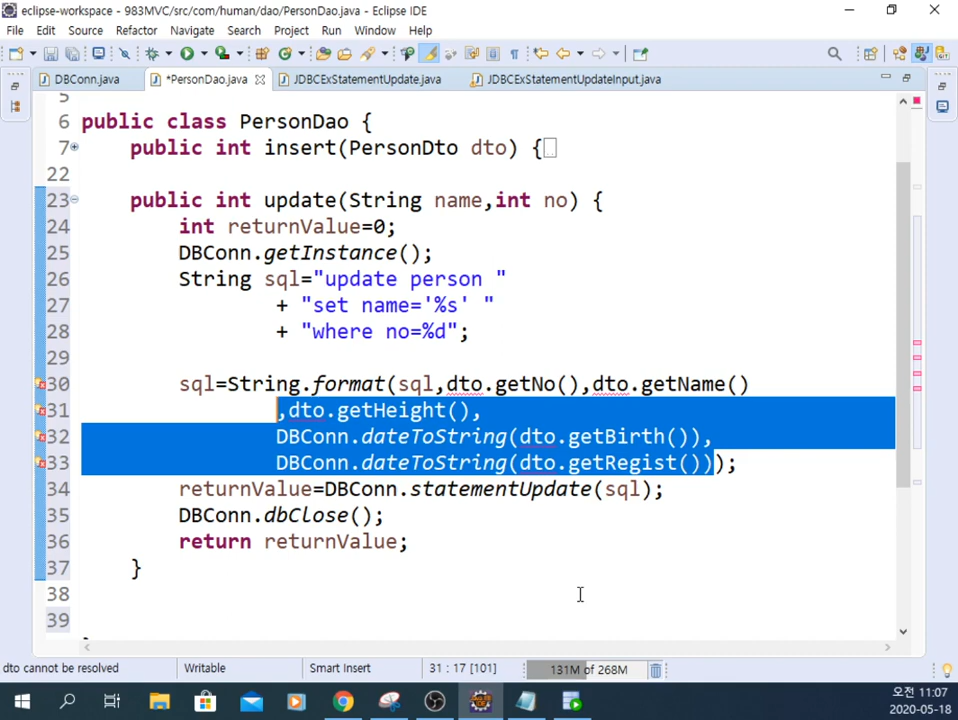 eclipse-workspace - 983MVC/src/com/human/dao/PersonDao.java - Eclipse IDE
File Edit Source Refactor Navigate Search Project Run Window Help
DBConn.java *PersonDao.java JDBCExStatementUpdate.java JDBCExStatementUpdateInput.java
5
6 public class PersonDao {
7 public int insert(PersonDto dto) {
22
23 public int update(String name,int no) {
24 int returnValue=0;
25 DBConn.getInstance();
26 String sql="update person "
27 + "set name='%s' "
28 + "where no=%d";
29
30 sql=String.format(sql,dto.getNo(),dto.getName()
31 ,dto.getHeight(),
32 DBConn.dateToString(dto.getBirth()),
33 DBConn.dateToString(dto.getRegist()));
34 returnValue=DBConn.statementUpdate(sql);
35 DBConn.dbClose();
36 return returnValue;
37 }
38
39
dto cannot be resolved Writable Smart Insert 31 : 17 [101] 131M of 268M
오전 11:07
2020-05-18